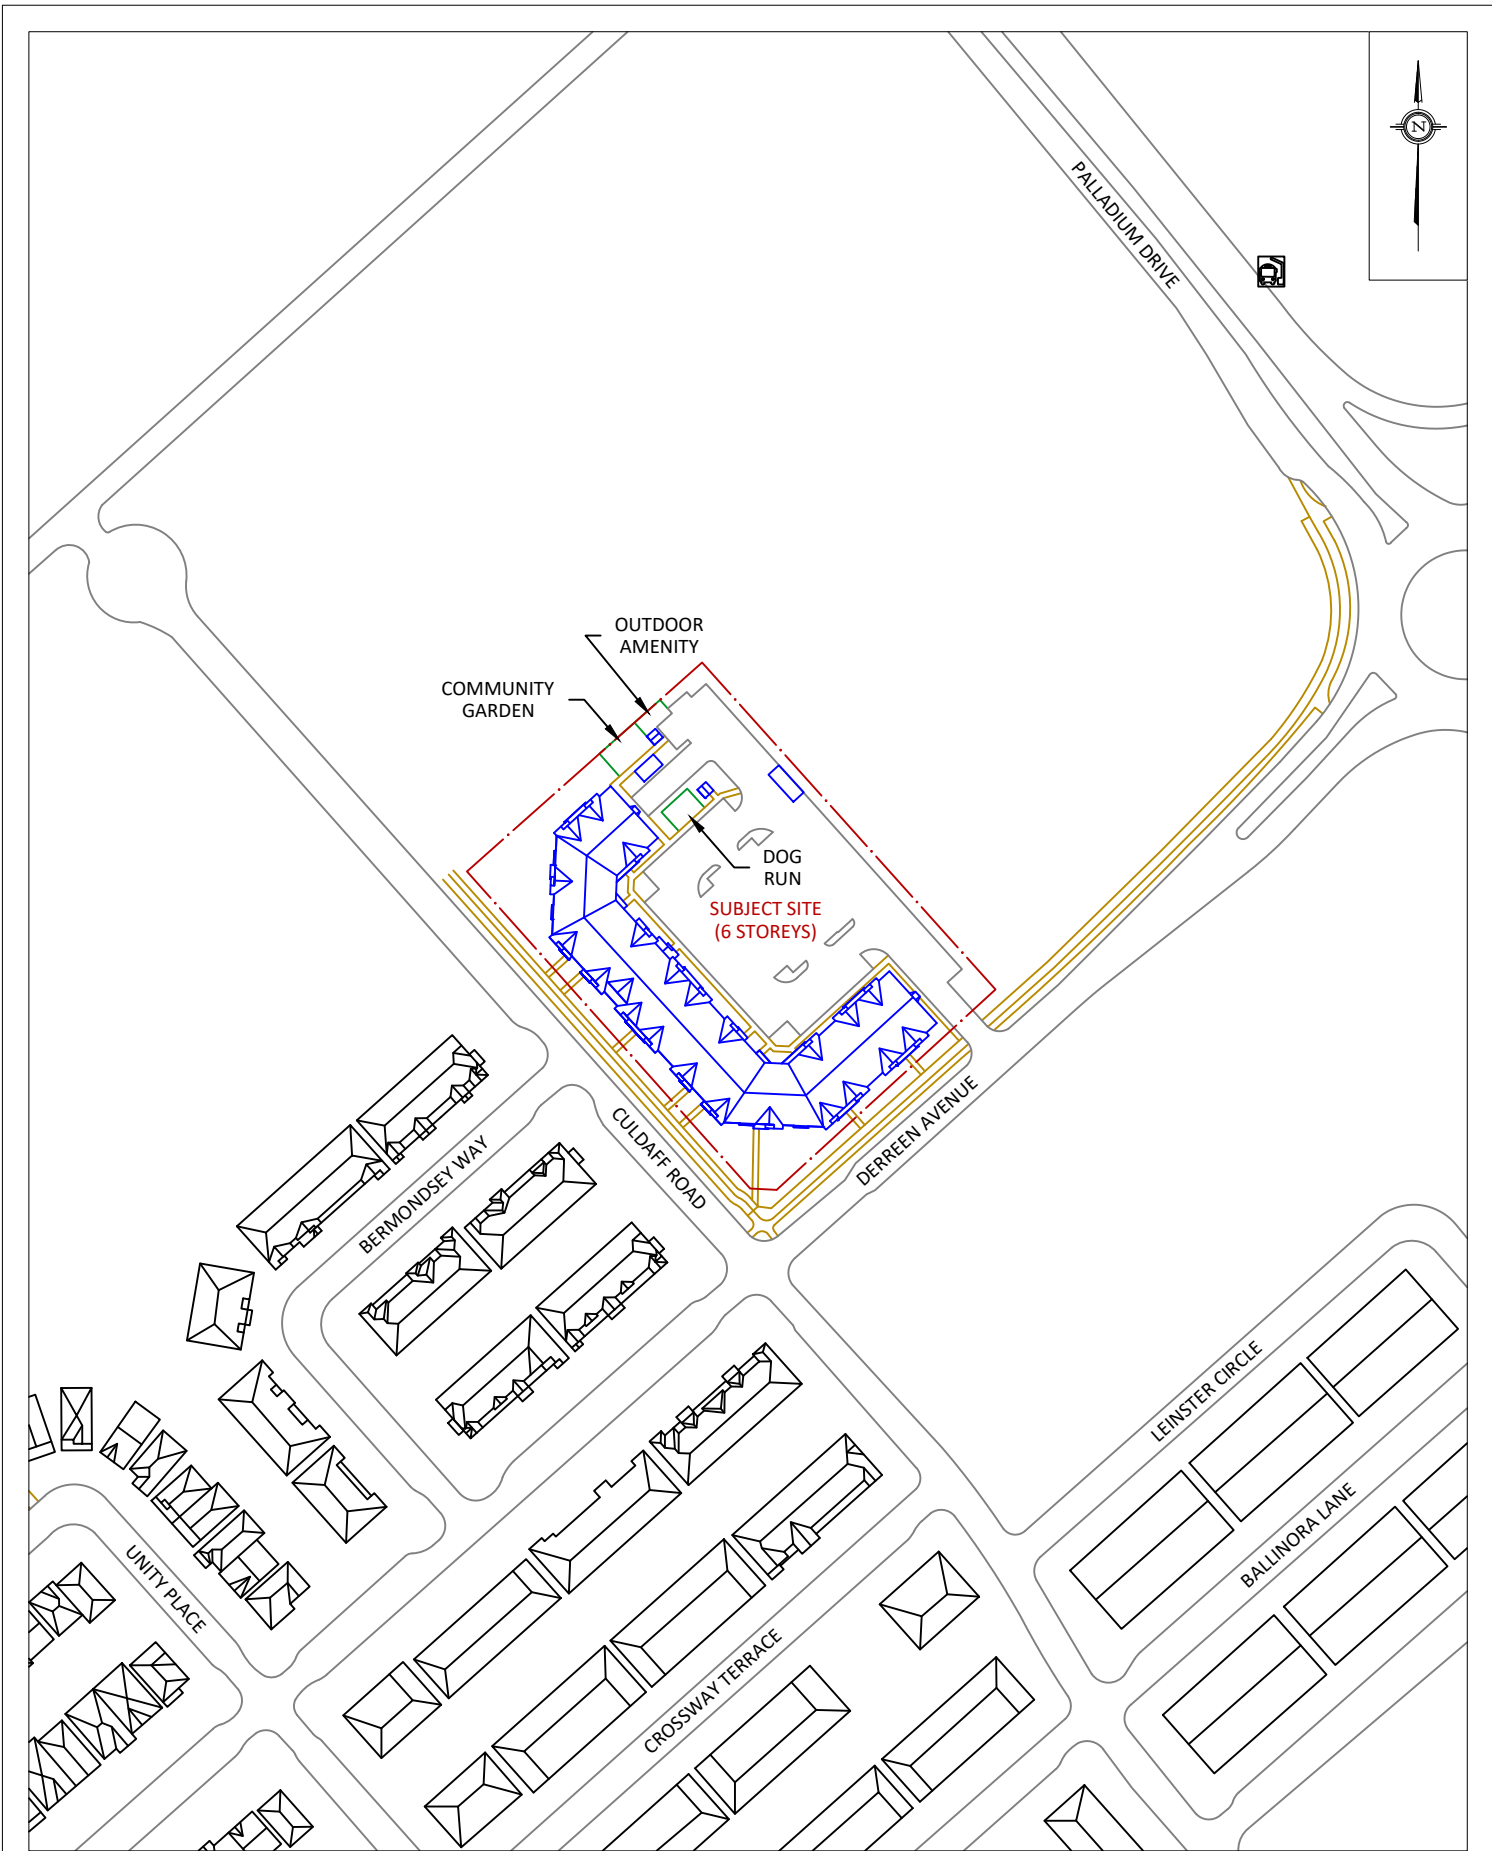 N
PALLADIUM DRIVE
OUTDOOR
AMENITY
COMMUNITY
GARDEN
DOG
RUN
SUBJECT SITE
(6 STOREYS)
CULDAFF ROAD
DERREEN AVENUE
BERMONDSEY WAY
LEINSTER CIRCLE
BALLINORA LANE
UNITY PLACE
CROSSWAY TERRACE